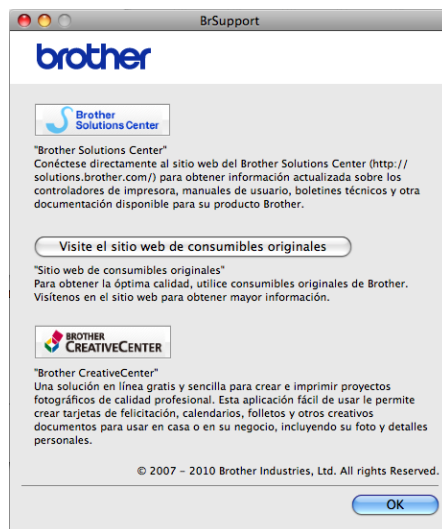 BrSupport
brother
Brother
Solutions Center
"Brother Solutions Center"
Conéctese directamente al sitio web del Brother Solutions Center (http://
solutions.brother.com/) para obtener información actualizada sobre los
controladores de impresora, manuales de usuario, boletines técnicos y otra
documentación disponible para su producto Brother.
Visite el sitio web de consumibles originales
"Sitio web de consumibles originales"
Para obtener la óptima calidad, utilice consumibles originales de Brother.
Visítenos en el sitio web para obtener mayor información.
BROTHER
CREATIVECENTER
"Brother CreativeCenter"
Una solución en línea gratis y sencilla para crear e imprimir proyectos
fotográficos de calidad profesional. Esta aplicación fácil de usar le permite
crear tarjetas de felicitación, calendarios, folletos y otros creativos
documentos para usar en casa o en su negocio, incluyendo su foto y detalles
personales.
© 2007 – 2010 Brother Industries, Ltd. All rights Reserved.
OK